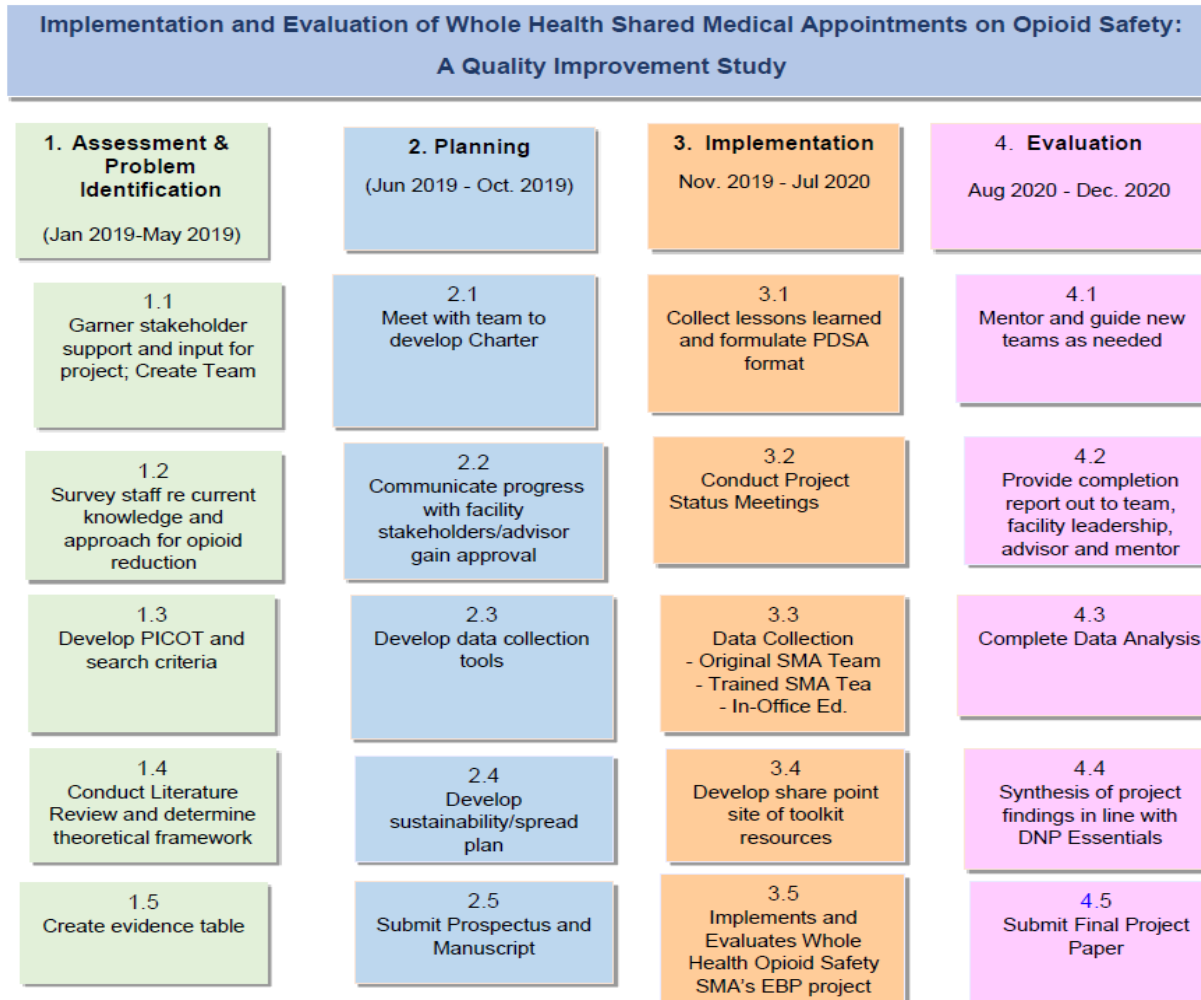 Implementation and Evaluation of Whole Health Shared Medical Appointments on Opioid Safety:
A Quality Improvement Study
1. Assessment &
Problem
Identification
(Jan 2019-May 2019)
1.1
Garner stakeholder
support and input for
project; Create Team
1.2
Survey staff re current
knowledge and
approach for opioid
reduction
1.3
Develop PICOT and
search criteria
1.4
Conduct Literature
Review and determine
theoretical framework
1.5
Create evidence table
2. Planning
(Jun 2019 - Oct. 2019)
2.1
Meet with team to
develop Charter
2.2
Communicate progress
with facility
stakeholders/advisor
gain approval
2.3
Develop data collection
tools
2.4
Develop
sustainability/spread
plan
2.5
Submit Prospectus and
Manuscript
3. Implementation
Nov. 2019 - Jul 2020
3.1
Collect lessons learned
and formulate PDSA
format
3.2
Conduct Project
Status Meetings
3.3
Data Collection
- Original SMA Team
- Trained SMA Tea
- In-Office Ed.
3.4
Develop share point
site of toolkit
resources
3.5
Implements and
Evaluates Whole
Health Opioid Safety
SMA's EBP project
4. Evaluation
Aug 2020 - Dec. 2020
4.1
Mentor and guide new
teams as needed
4.2
Provide completion
report out to team,
facility leadership,
advisor and mentor
4.3
Complete Data Analysis
4.4
Synthesis of project
findings in line with
DNP Essentials
4.5
Submit Final Project
Paper